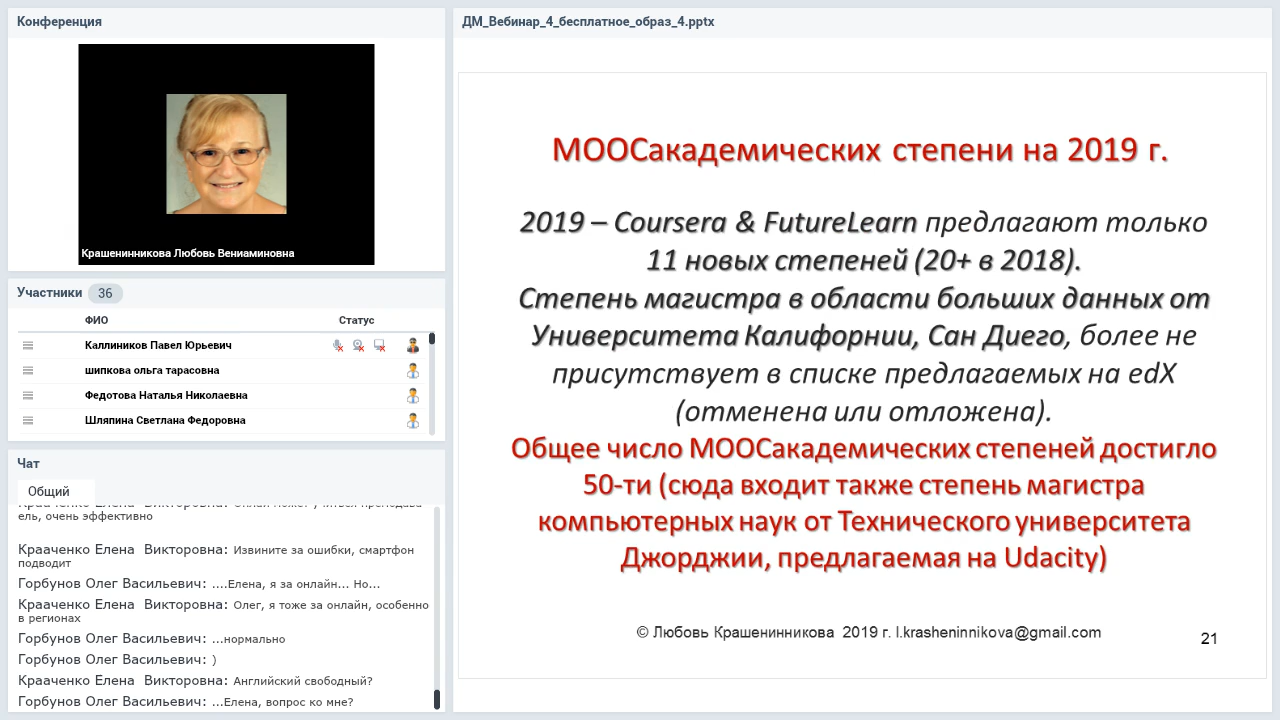 Конференция
Крашенинникова Любовь Вениаминовна
Участники 36
ФИО Статус
Каллиников Павел Юрьевич
шипкова ольга тарасовна
Федотова Наталья Николаевна
Шляпина Светлана Федоровна
Чат
Общий
ель, очень эффективно
Крааченко Елена Викторовна: Извините за ошибки, смартфон
подводит
Горбунов Олег Васильевич: ....Елена, я за онлайн... Но...
Крааченко Елена Викторовна: Олег, я тоже за онлайн, особенно
в регионах
Горбунов Олег Васильевич: ...нормально
Горбунов Олег Васильевич: )
Крааченко Елена Викторовна: Английский свободный?
Горбунов Олег Васильевич: ...Елена, вопрос ко мне?
ДМ_Вебинар_4_бесплатное_образ_4.pptx
МООСакадемических степени на 2019 г.
2019 – Coursera & FutureLearn предлагают только
11 новых степеней (20+ в 2018).
Степень магистра в области больших данных от
Университета Калифорнии, Сан Диего, более не
присутствует в списке предлагаемых на edX
(отменена или отложена).
Общее число МООСакадемических степеней достигло
50-ти (сюда входит также степень магистра
компьютерных наук от Технического университета
Джорджии, предлагаемая на Udacity)
© Любовь Крашенинникова 2019 г. l.krasheninnikova@gmail.com
21